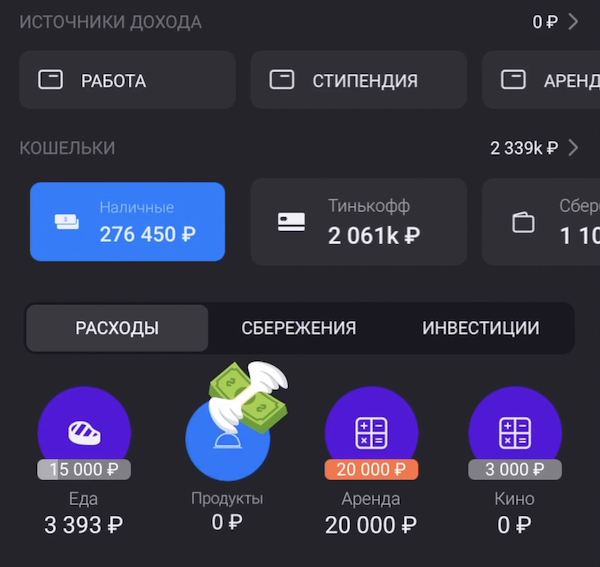 ИСТОЧНИКИ ДОХОДА 0 ₽
РАБОТА СТИПЕНДИЯ АРЕНД
КОШЕЛЬКИ 2 339k ₽
Наличные Тинькофф Сбер
276 450 ₽ 2 061k ₽ 1 10
РАСХОДЫ СБЕРЕЖЕНИЯ ИНВЕСТИЦИИ
15 000 ₽ 20 000 ₽ 3 000 ₽
Еда Продукты Аренда Кино
3 393 ₽ 0 ₽ 20 000 ₽ 0 ₽